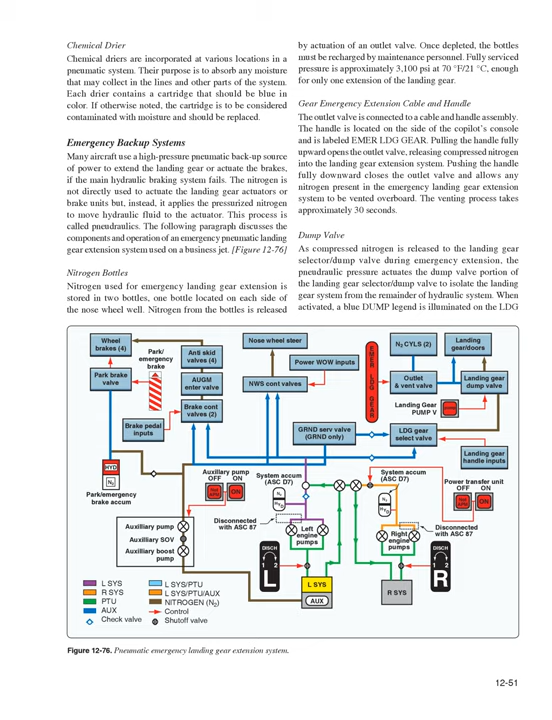 Chemical Drier
Chemical driers are incorporated at various locations in a
pneumatic system. Their purpose is to absorb any moisture
that may collect in the lines and other parts of the system.
Each drier contains a cartridge that should be blue in
color. If otherwise noted, the cartridge is to be considered
contaminated with moisture and should be replaced.
Emergency Backup Systems
Many aircraft use a high-pressure pneumatic back-up source
of power to extend the landing gear or actuate the brakes,
if the main hydraulic braking system fails. The nitrogen is
not directly used to actuate the landing gear actuators or
brake units but, instead, it applies the pressurized nitrogen
to move hydraulic fluid to the actuator. This process is
called pneudraulics. The following paragraph discusses the
components and operation of an emergency pneumatic landing
gear extension system used on a business jet. [Figure 12-76]
Nitrogen Bottles
Nitrogen used for emergency landing gear extension is
stored in two bottles, one bottle located on each side of
the nose wheel well. Nitrogen from the bottles is released
by actuation of an outlet valve. Once depleted, the bottles
must be recharged by maintenance personnel. Fully serviced
pressure is approximately 3,100 psi at 70 °F/21 °C, enough
for only one extension of the landing gear.
Gear Emergency Extension Cable and Handle
The outlet valve is connected to a cable and handle assembly.
The handle is located on the side of the copilot's console
and is labeled EMER LDG GEAR. Pulling the handle fully
upward opens the outlet valve, releasing compressed nitrogen
into the landing gear extension system. Pushing the handle
fully downward closes the outlet valve and allows any
nitrogen present in the emergency landing gear extension
system to be vented overboard. The venting process takes
approximately 30 seconds.
Dump Valve
As compressed nitrogen is released to the landing gear
selector/dump valve during emergency extension, the
pneudraulic pressure actuates the dump valve portion of
the landing gear selector/dump valve to isolate the landing
gear system from the remainder of hydraulic system. When
activated, a blue DUMP legend is illuminated on the LDG
Wheel
brakes (4)
Park/
emergency
brake
Anti skid
valves (4)
Nose wheel steer
EMER LDG GEAR
N2 CYLS (2)
Landing
gear/doors
Power WOW inputs
Park brake
valve
AUGM
enter valve
NWS cont valves
Outlet
& vent valve
Landing gear
dump valve
Brake cont
valves (2)
Landing Gear
PUMP V
Brake pedal
inputs
GRND serv valve
(GRND only)
LDG gear
select valve
Landing gear
handle inputs
HYD
N2
Park/emergency
brake accum
Auxiliary pump
OFF ON
ON
System accum
(ASC D7)
System accum
(ASC D7)
Power transfer unit
OFF ON
ON
Disconnected
with ASC 87
Disconnected
with ASC 87
Auxilliary pump
Auxilliary SOV
Auxilliary boost
pump
Left
engine
pumps
Right
engine
pumps
DISCH
1 2
L
DISCH
1 2
R
L SYS
AUX
R SYS
L SYS
R SYS
PTU
AUX
Check valve
L SYS/PTU
L SYS/PTU/AUX
NITROGEN (N2)
Control
Shutoff valve
Figure 12-76. Pneumatic emergency landing gear extension system.
12-51